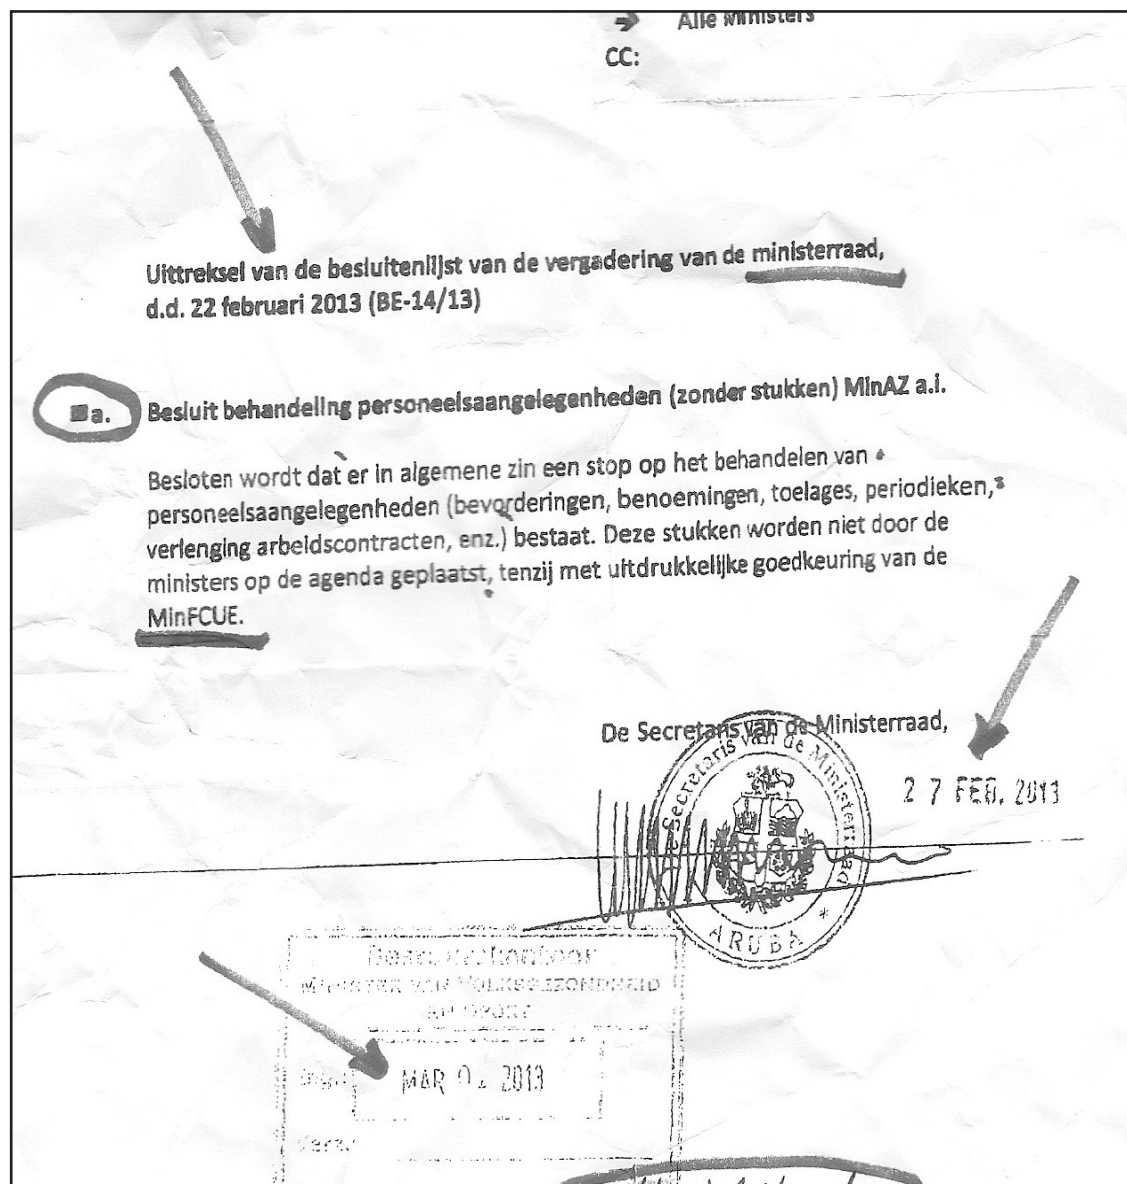 → Alle Ministers
CC:
Uittreksel van de besluitenlijst van de vergadering van de ministerraad,
d.d. 22 februari 2013 (BE-14/13)
a. Besluit behandeling personeelsaangelegenheden (zonder stukken) MinAZ a.i.
Besloten wordt dat er in algemene zin een stop op het behandelen van
personeelsaangelegenheden (bevorderingen, benoemingen, toelages, periodieken,
verlenging arbeidscontracten, enz.) bestaat. Deze stukken worden niet door de
ministers op de agenda geplaatst, tenzij met uitdrukkelijke goedkeuring van de
MinFCUE.
De Secretaris van de Ministerraad,
De Secretaris van de Ministerraad
ARUBA *
27 FEB. 2013
MINISTER VAN VOLKSGEZONDHEID
EN SPORT
MAR 2013